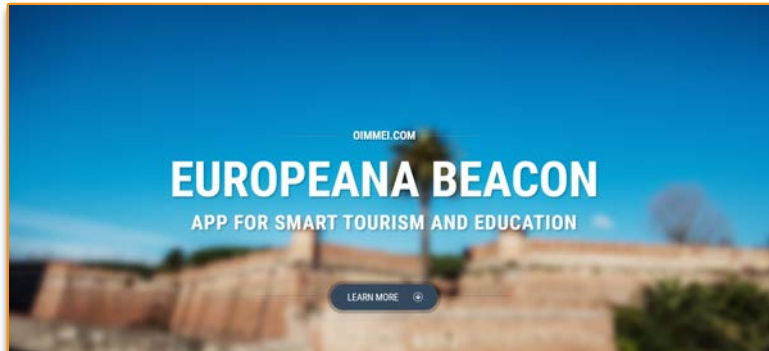 OIMMEI.COM
EUROPEANA BEACON
APP FOR SMART TOURISM AND EDUCATION
LEARN MORE